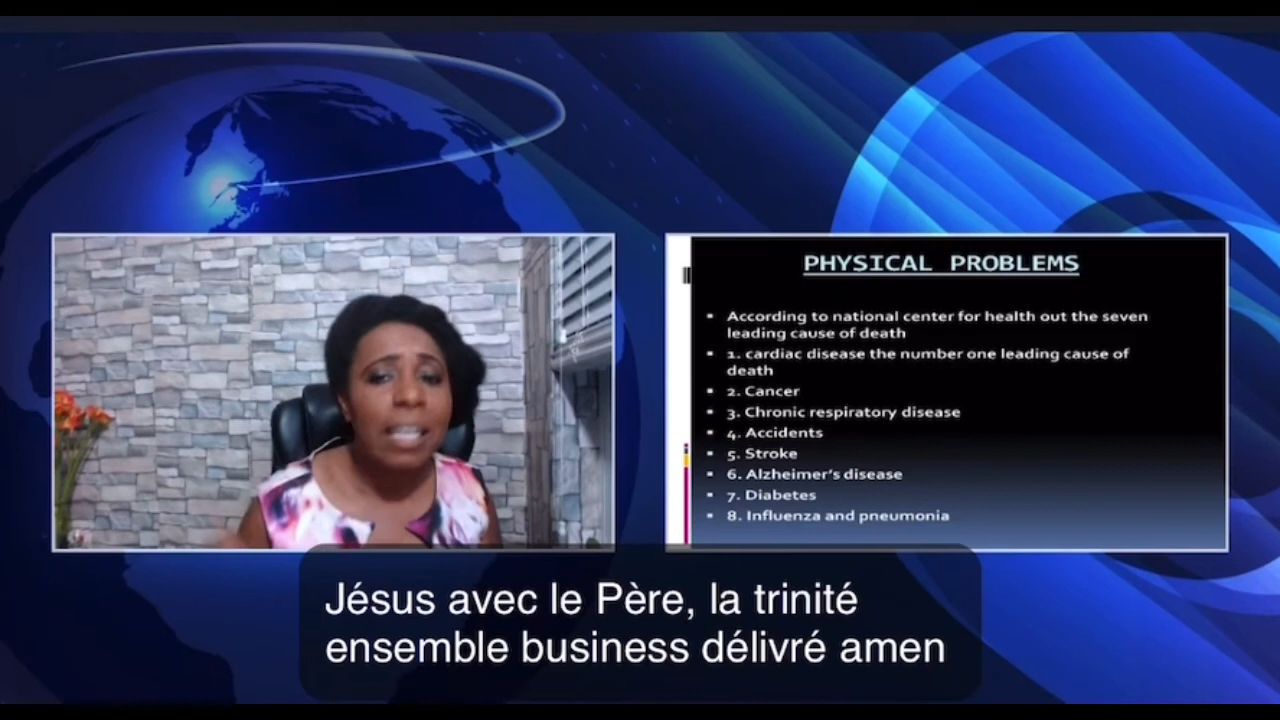 PHYSICAL PROBLEMS
▪ According to national center for health out the seven
leading cause of death
▪ 1. cardiac disease the number one leading cause of
death
▪ 2. Cancer
▪ 3. Chronic respiratory disease
▪ 4. Accidents
▪ 5. Stroke
▪ 6. Alzheimer's disease
▪ 7. Diabetes
▪ 8. Influenza and pneumonia
Jésus avec le Père, la trinité
ensemble business délivré amen